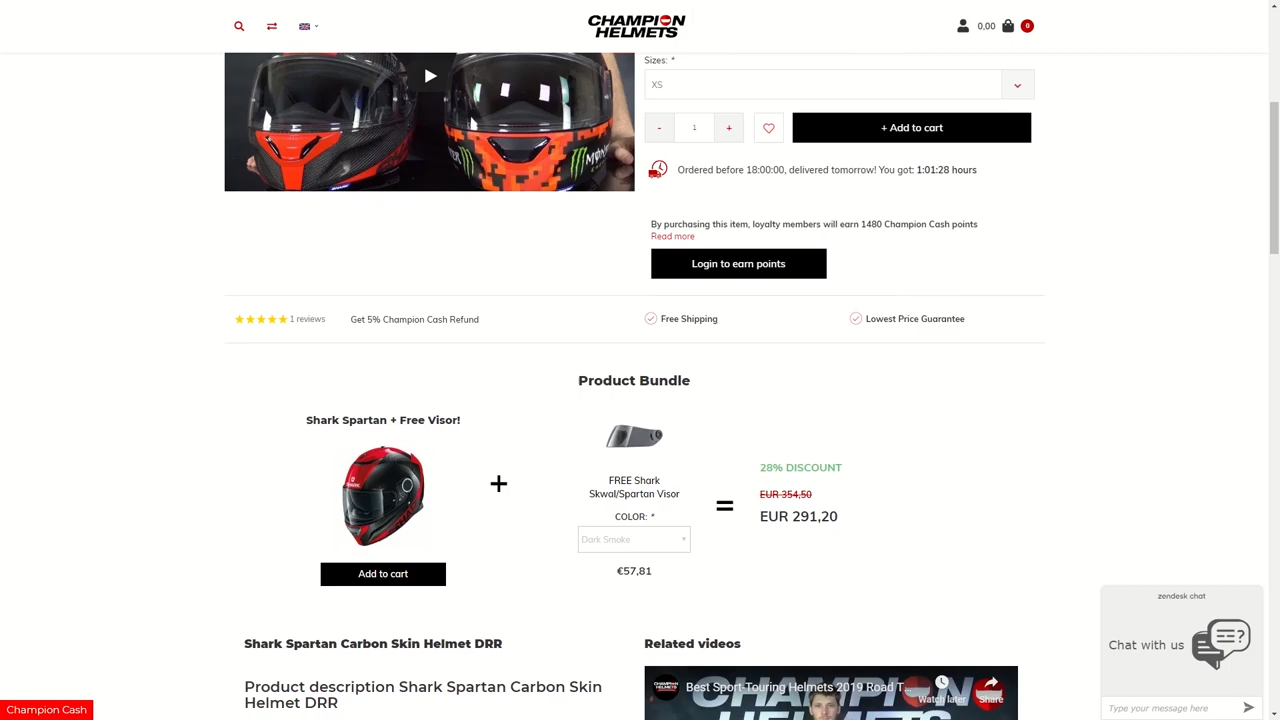 CHAMPION
HELMETS
0,00
0
Sizes: *
XS
- 1 +
+ Add to cart
Ordered before 18:00:00, delivered tomorrow! You got: 1:01:28 hours
By purchasing this item, loyalty members will earn 1480 Champion Cash points
Read more
Login to earn points
1 reviews
Get 5% Champion Cash Refund
Free Shipping
Lowest Price Guarantee
Product Bundle
Shark Spartan + Free Visor!
Add to cart
+
FREE Shark
Skwal/Spartan Visor
COLOR: *
Dark Smoke
€57,81
=
28% DISCOUNT
EUR 354,50
EUR 291,20
zendesk chat
Chat with us
Type your message here
Shark Spartan Carbon Skin Helmet DRR
Product description Shark Spartan Carbon Skin
Helmet DRR
Related videos
Best Sport-Touring Helmets 2019 Road T...
Watch later
Share
Champion Cash